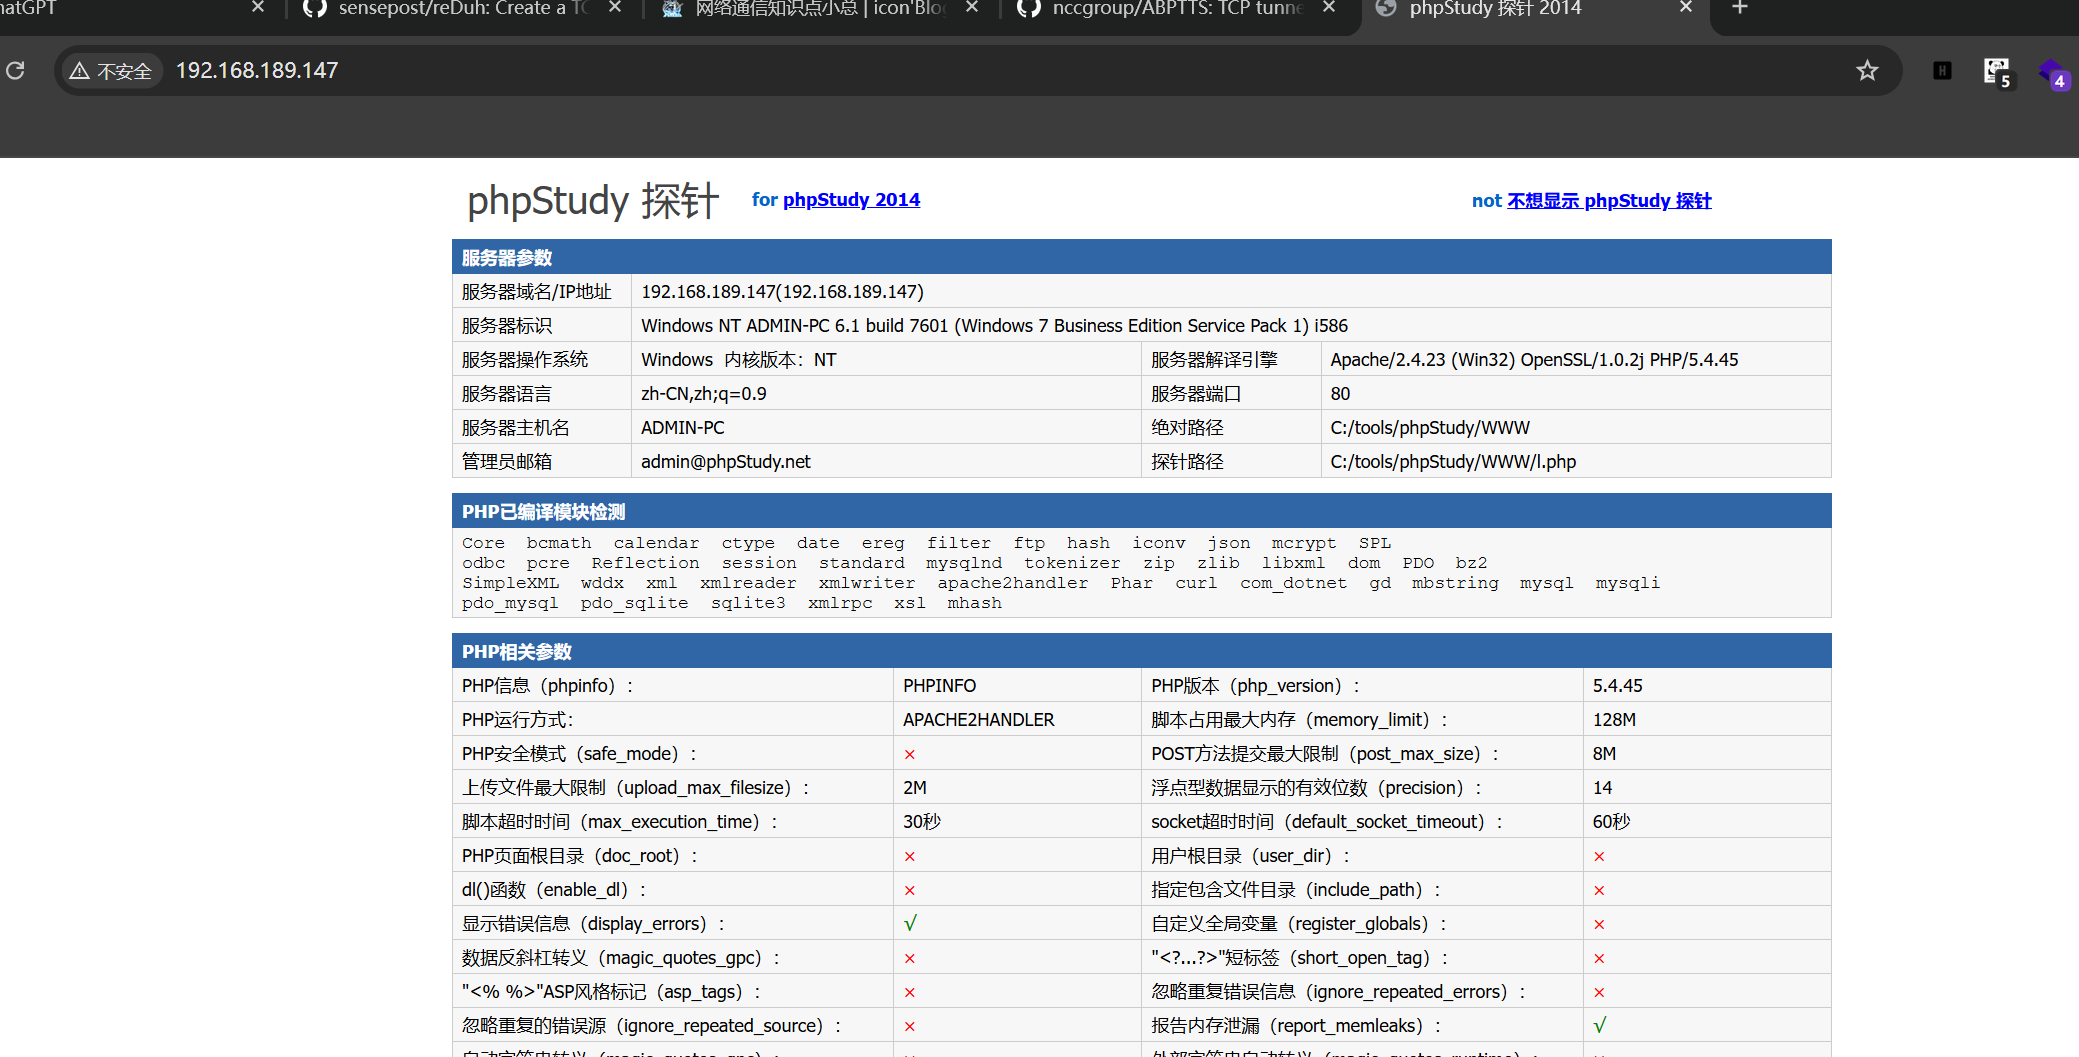 hatGPT
sensepost/reDuh: Create a TC
网络通信知识点小总 | icon'Blo
nccgroup/ABPTTS: TCP tunne
phpStudy 探针 2014
不安全 192.168.189.147
H 5 4
phpStudy 探针 for phpStudy 2014 not 不想显示 phpStudy 探针
服务器参数
服务器域名/IP地址 192.168.189.147(192.168.189.147)
服务器标识 Windows NT ADMIN-PC 6.1 build 7601 (Windows 7 Business Edition Service Pack 1) i586
服务器操作系统 Windows 内核版本：NT 服务器解译引擎 Apache/2.4.23 (Win32) OpenSSL/1.0.2j PHP/5.4.45
服务器语言 zh-CN,zh;q=0.9 服务器端口 80
服务器主机名 ADMIN-PC 绝对路径 C:/tools/phpStudy/WWW
管理员邮箱 admin@phpStudy.net 探针路径 C:/tools/phpStudy/WWW/l.php
PHP已编译模块检测
Core bcmath calendar ctype date ereg filter ftp hash iconv json mcrypt SPL
odbc pcre Reflection session standard mysqlnd tokenizer zip zlib libxml dom PDO bz2
SimpleXML wddx xml xmlreader xmlwriter apache2handler Phar curl com_dotnet gd mbstring mysql mysqli
pdo_mysql pdo_sqlite sqlite3 xmlrpc xsl mhash
PHP相关参数
PHP信息（phpinfo）： PHPINFO PHP版本（php_version）： 5.4.45
PHP运行方式： APACHE2HANDLER 脚本占用最大内存（memory_limit）： 128M
PHP安全模式（safe_mode）： × POST方法提交最大限制（post_max_size）： 8M
上传文件最大限制（upload_max_filesize）： 2M 浮点型数据显示的有效位数（precision）： 14
脚本超时时间（max_execution_time）： 30秒 socket超时时间（default_socket_timeout）： 60秒
PHP页面根目录（doc_root）： × 用户根目录（user_dir）： ×
dl()函数（enable_dl）： × 指定包含文件目录（include_path）： ×
显示错误信息（display_errors）： √ 自定义全局变量（register_globals）： ×
数据反斜杠转义（magic_quotes_gpc）： × "<?...?>"短标签（short_open_tag）： ×
"<% %>"ASP风格标记（asp_tags）： × 忽略重复错误信息（ignore_repeated_errors）： ×
忽略重复的错误源（ignore_repeated_source）： × 报告内存泄漏（report_memleaks）： √